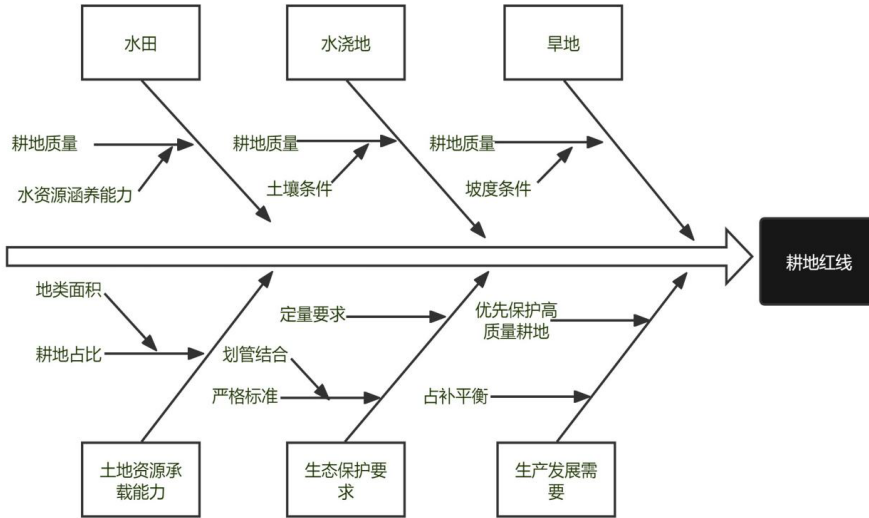 水田
水浇地
旱地
耕地质量
耕地质量
耕地质量
水资源涵养能力
土壤条件
坡度条件
耕地红线
地类面积
定量要求
优先保护高
质量耕地
耕地占比
划管结合
严格标准
占补平衡
土地资源承
载能力
生态保护要
求
生产发展需
要